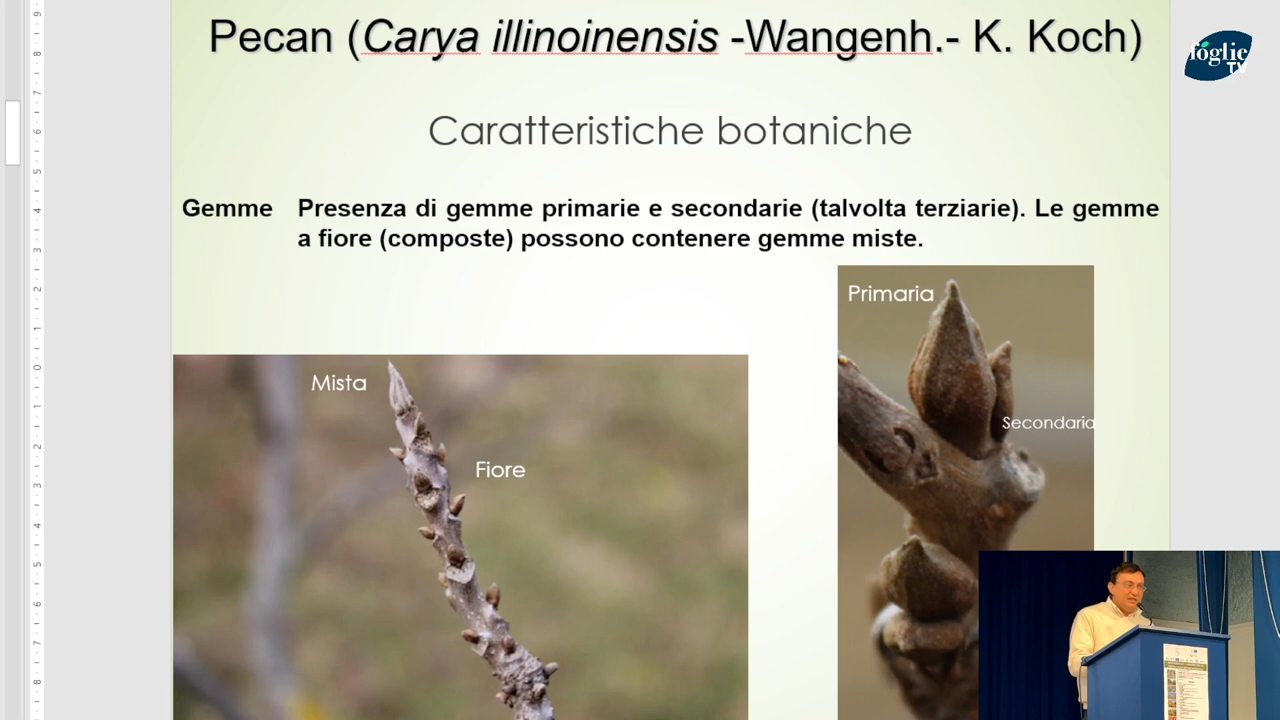 Pecan (Carya illinoinensis -Wangenh.- K. Koch)
foglie
TV
Caratteristiche botaniche
Gemme Presenza di gemme primarie e secondarie (talvolta terziarie). Le gemme
a fiore (composte) possono contenere gemme miste.
Primaria
Mista
Secondaria
Fiore